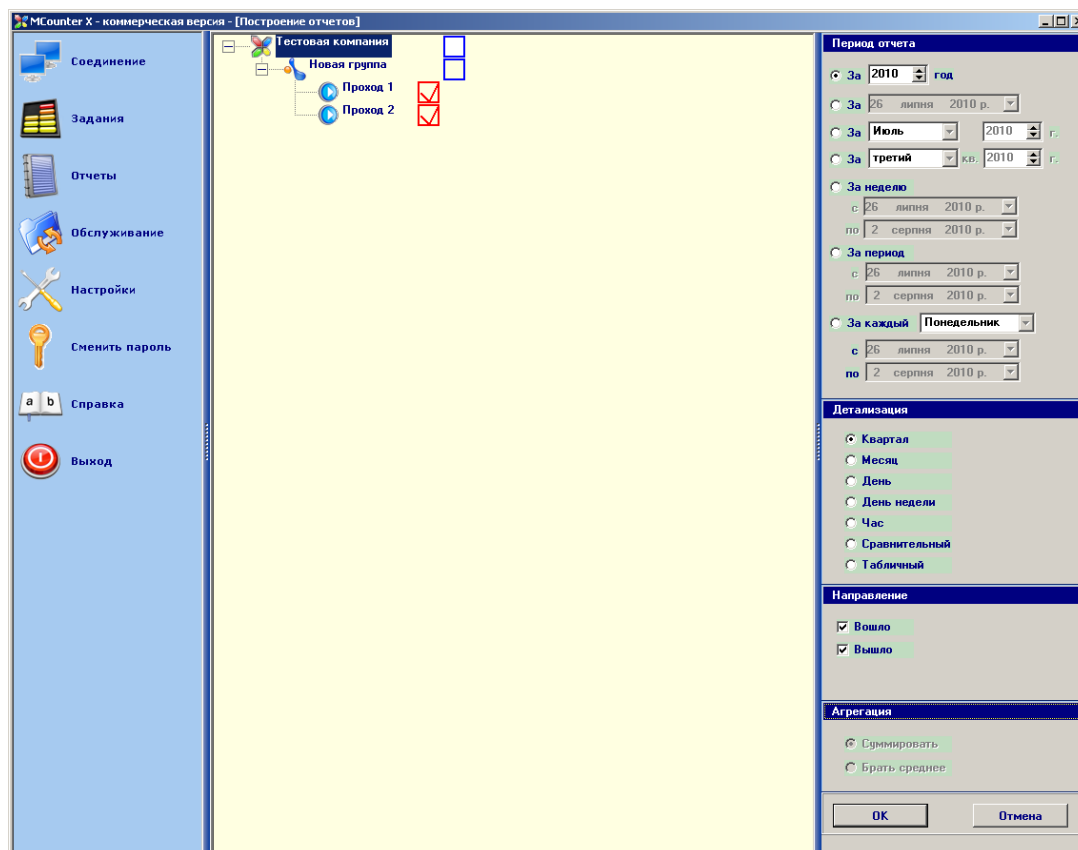 MCounter X - коммерческая версия - [Построение отчетов]
Соединение
Задания
Отчеты
Обслуживание
Настройки
Сменить пароль
a b Справка
Выход
Тестовая компания
Новая группа
Проход 1
Проход 2
Период отчета
За 2010 год
За 26 липня 2010 р.
За Июль 2010 г.
За третий кв. 2010 г.
За неделю
с 26 липня 2010 р.
по 2 серпня 2010 р.
За период
с 26 липня 2010 р.
по 2 серпня 2010 р.
За каждый Понедельник
с 26 липня 2010 р.
по 2 серпня 2010 р.
Детализация
Квартал
Месяц
День
День недели
Час
Сравнительный
Табличный
Направление
Вошло
Вышло
Агрегация
Суммировать
Брать среднее
OK Отмена